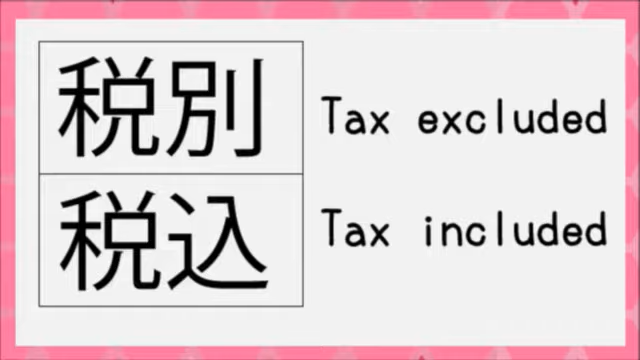 税別 Tax excluded
税込 Tax included